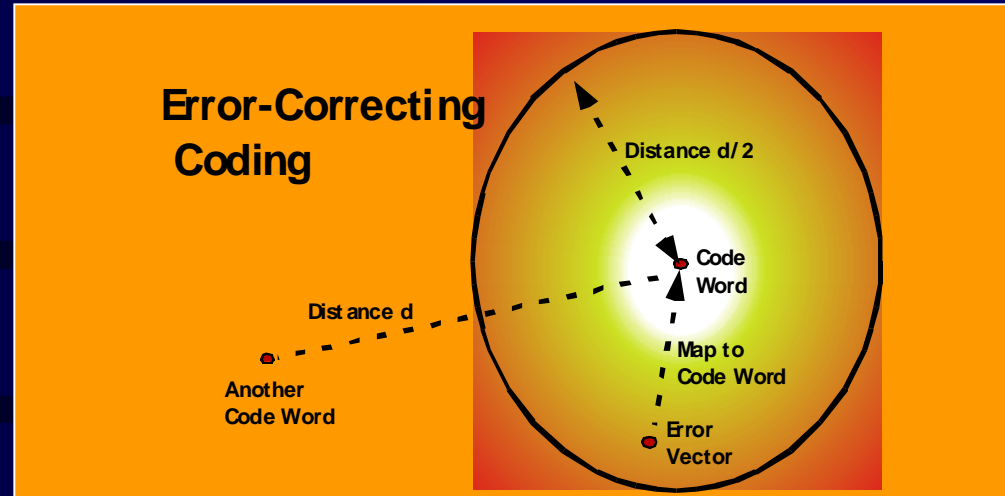 Error-Correcting
Coding
Distance d/2
Code
Word
Distance d
Map to
Code Word
Another
Code Word
Error
Vector